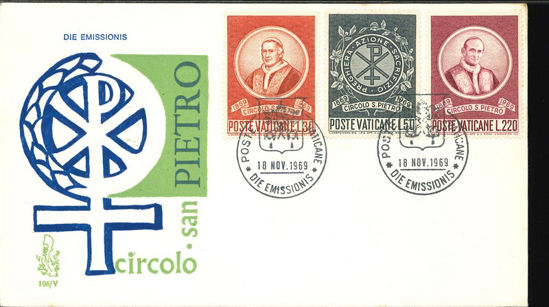 DIE EMISSIONIS
circolo · san PIETRO
106/V
1869 1969
CIRCOLO S. PIETRO
POSTE VATICANE L.30
PREGHIERA · AZIONE · SACRIFIZIO
1869 1969
CIRCOLO S. PIETRO
POSTE VATICANE L.50
1869 1969
CIRCOLO S. PIETRO
POSTE VATICANE L.220
POSTE VATICANE
18 NOV. 1969
DIE EMISSIONIS
POSTE VATICANE
18 NOV. 1969
DIE EMISSIONIS